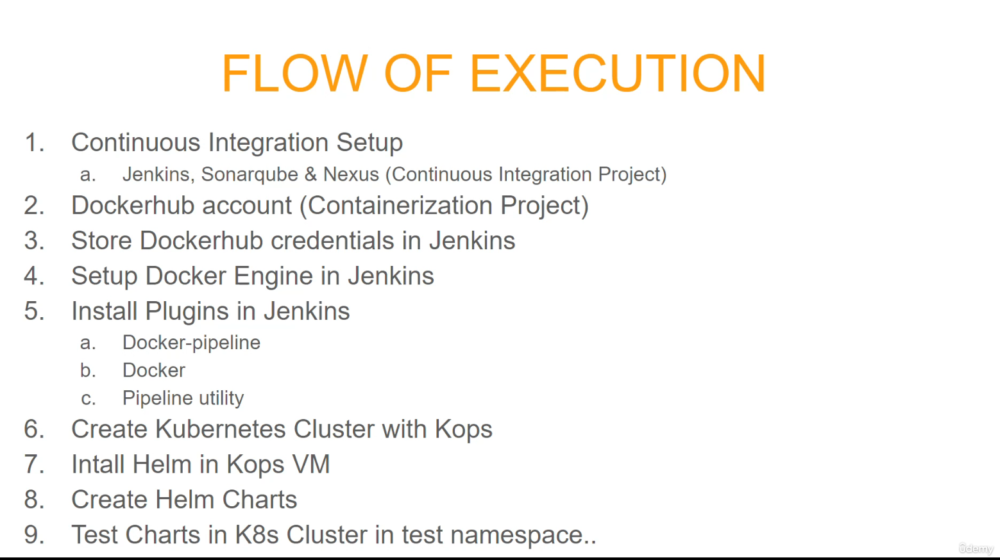 FLOW OF EXECUTION
1. Continuous Integration Setup
a. Jenkins, Sonarqube & Nexus (Continuous Integration Project)
2. Dockerhub account (Containerization Project)
3. Store Dockerhub credentials in Jenkins
4. Setup Docker Engine in Jenkins
5. Install Plugins in Jenkins
a. Docker-pipeline
b. Docker
c. Pipeline utility
6. Create Kubernetes Cluster with Kops
7. Intall Helm in Kops VM
8. Create Helm Charts
9. Test Charts in K8s Cluster in test namespace..
ûdemy